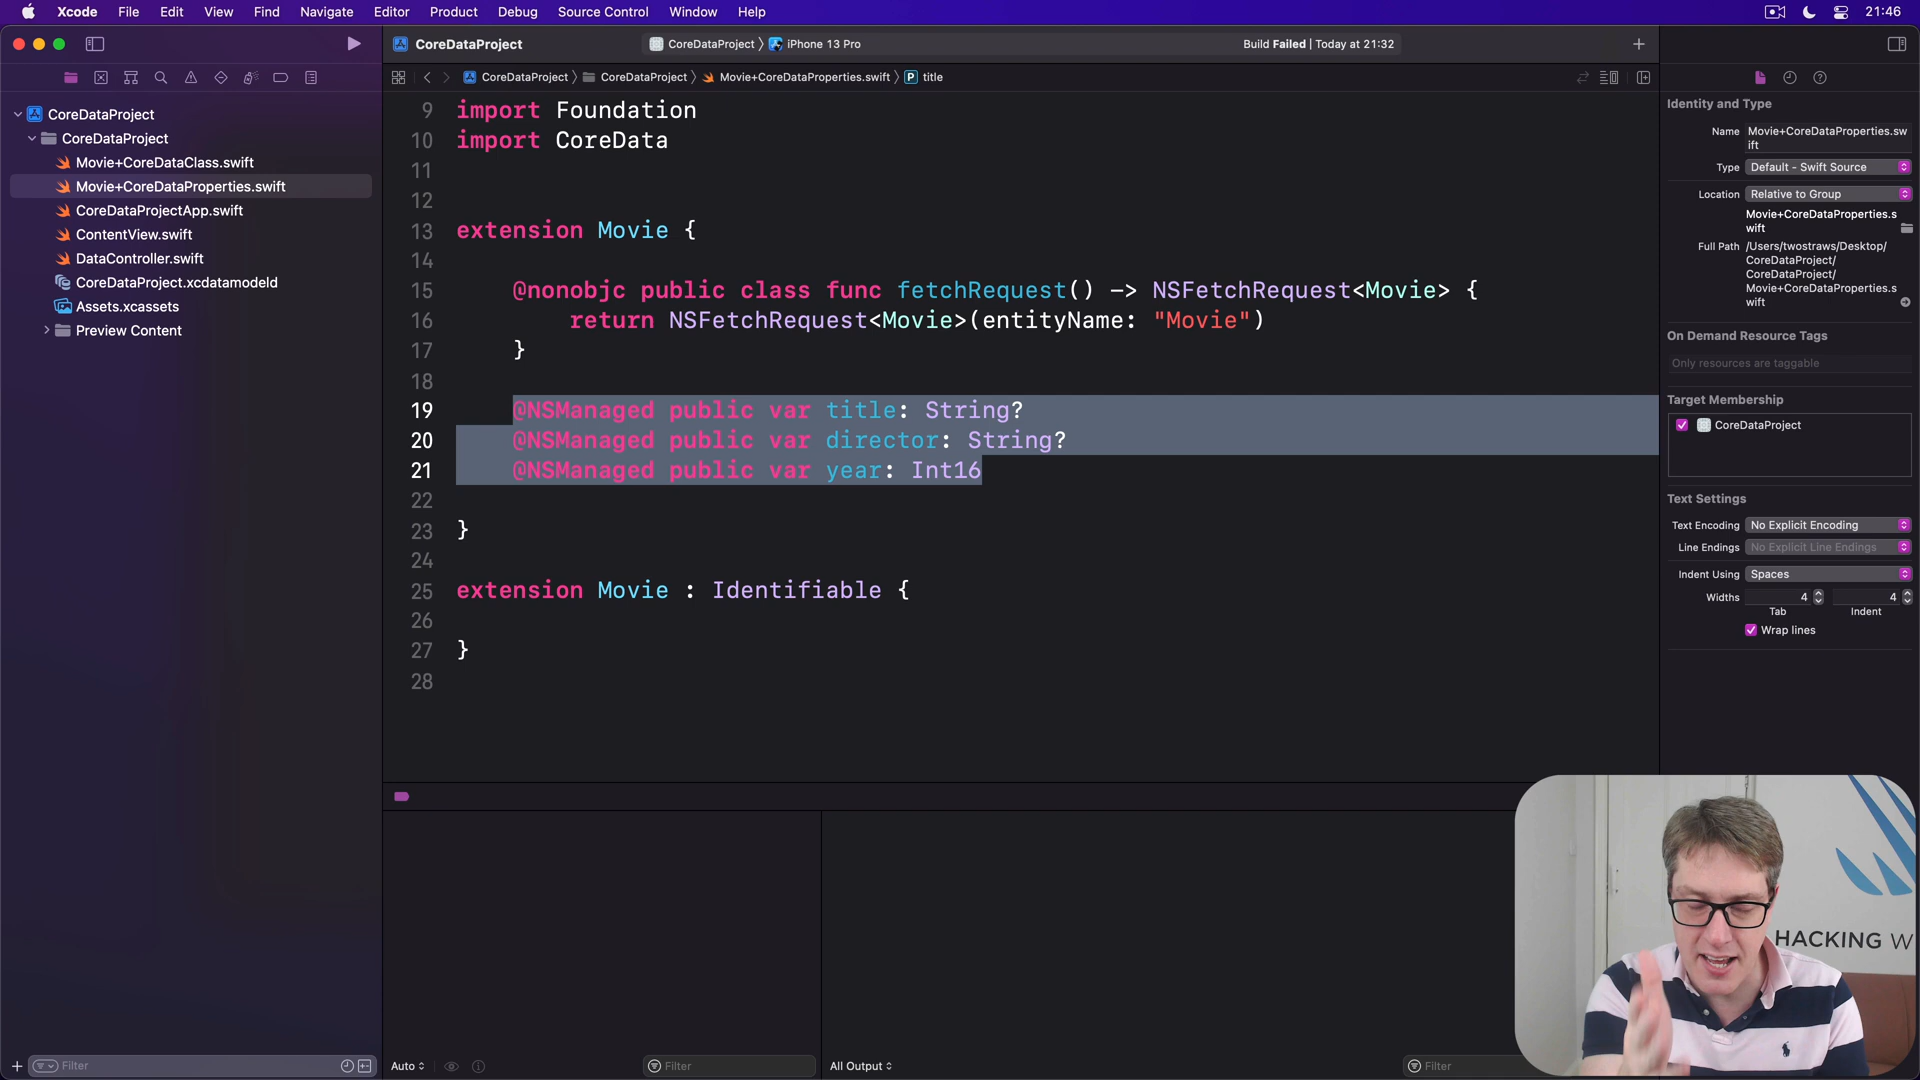 Xcode File Edit View Find Navigate Editor Product Debug Source Control Window Help 21:46
CoreDataProject
CoreDataProject iPhone 13 Pro
Build Failed | Today at 21:32
CoreDataProject CoreDataProject Movie+CoreDataProperties.swift P title
CoreDataProject
CoreDataProject
Movie+CoreDataClass.swift
Movie+CoreDataProperties.swift
CoreDataProjectApp.swift
ContentView.swift
DataController.swift
CoreDataProject.xcdatamodeld
Assets.xcassets
Preview Content
9 import Foundation
10 import CoreData
11
12
13 extension Movie {
14
15 @nonobjc public class func fetchRequest() -> NSFetchRequest<Movie> {
16 return NSFetchRequest<Movie>(entityName: "Movie")
17 }
18
19 @NSManaged public var title: String?
20 @NSManaged public var director: String?
21 @NSManaged public var year: Int16
22
23 }
24
25 extension Movie : Identifiable {
26
27 }
28
Identity and Type
Name Movie+CoreDataProperties.sw
ift
Type Default - Swift Source
Location Relative to Group
Movie+CoreDataProperties.s
wift
Full Path /Users/twostraws/Desktop/
CoreDataProject/
CoreDataProject/
Movie+CoreDataProperties.s
wift
On Demand Resource Tags
Only resources are taggable
Target Membership
CoreDataProject
Text Settings
Text Encoding No Explicit Encoding
Line Endings No Explicit Line Endings
Indent Using Spaces
Widths 4 4
Tab Indent
Wrap lines
HACKING W
Filter
Auto
Filter
All Output
Filter